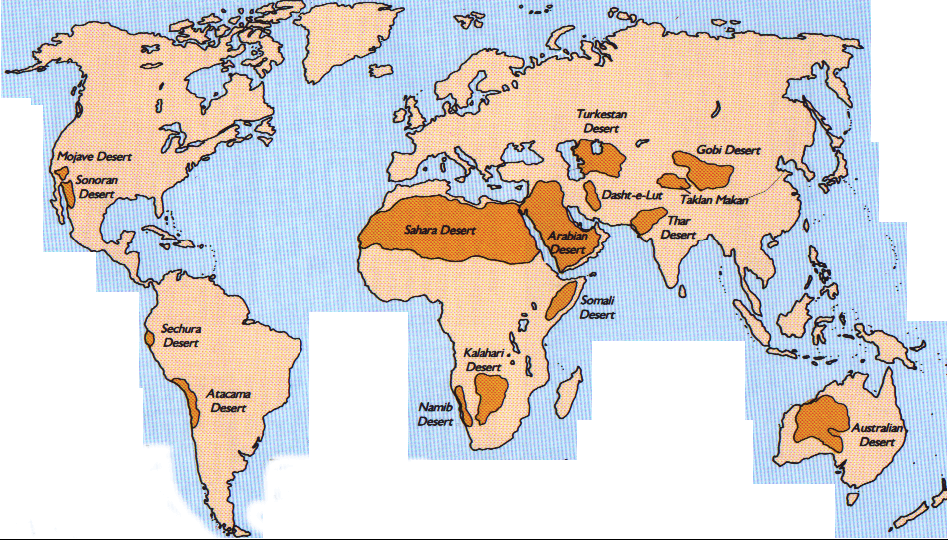 Turkestan
Desert
Mojave Desert
Gobi Desert
Sonoran
Desert
Dasht-e-Lut
Taklan Makan
Sahara Desert
Arabian
Desert
Thar
Desert
Somali
Desert
Sechura
Desert
Kalahari
Desert
Atacama
Desert
Namib
Desert
Australian
Desert